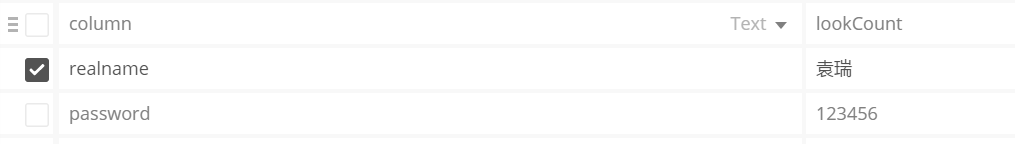 column Text lookCount
realname 袁瑞
password 123456